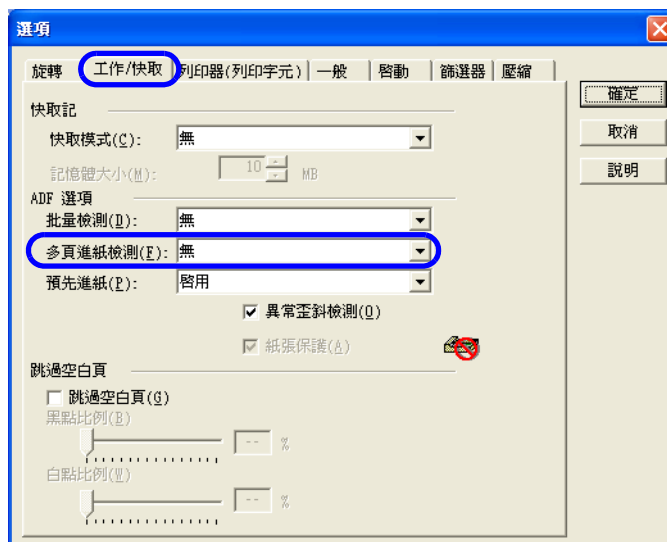 選項
旋轉 工作/快取 列印器(列印字元) 一般 啓動 篩選器 壓縮
確定
取消
說明
快取記
快取模式(C): 無
記憶體大小(M): 10 MB
ADF 選項
批量檢測(D): 無
多頁進紙檢測(F): 無
預先進紙(P): 啓用
異常歪斜檢測(O)
紙張保護(A)
跳過空白頁
跳過空白頁(G)
黑點比例(B)
-- %
白點比例(W)
-- %